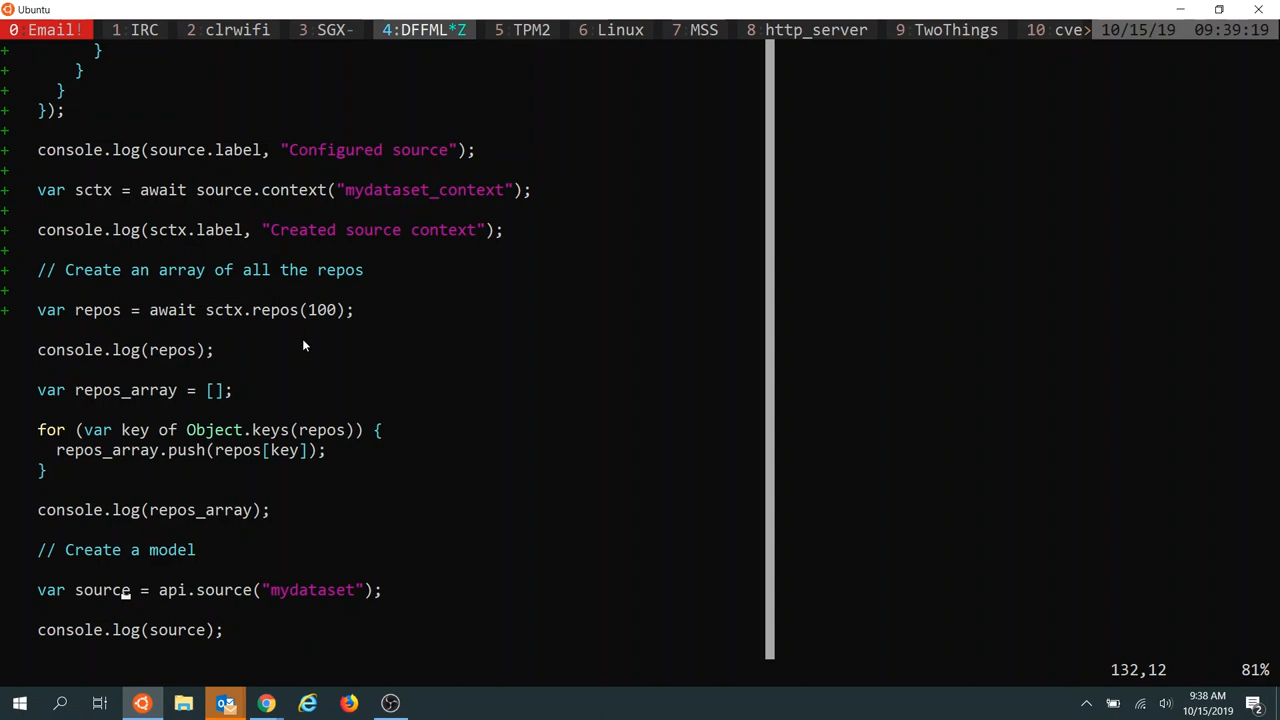 Ubuntu
0 Email! 1 IRC 2 clrwifi 3 SGX- 4:DFFML*Z 5 TPM2 6 Linux 7 MSS 8 http_server 9 TwoThings 10 cve> 10/15/19 09:39:19
+ }
+ }
+ }
+ });
+
+ console.log(source.label, "Configured source");
+
+ var sctx = await source.context("mydataset_context");
+
+ console.log(sctx.label, "Created source context");
+
+ // Create an array of all the repos
+
+ var repos = await sctx.repos(100);
console.log(repos);
var repos_array = [];
for (var key of Object.keys(repos)) {
repos_array.push(repos[key]);
}
console.log(repos_array);
// Create a model
var source = api.source("mydataset");
console.log(source);
132,12 81%
9:38 AM
10/15/2019
2